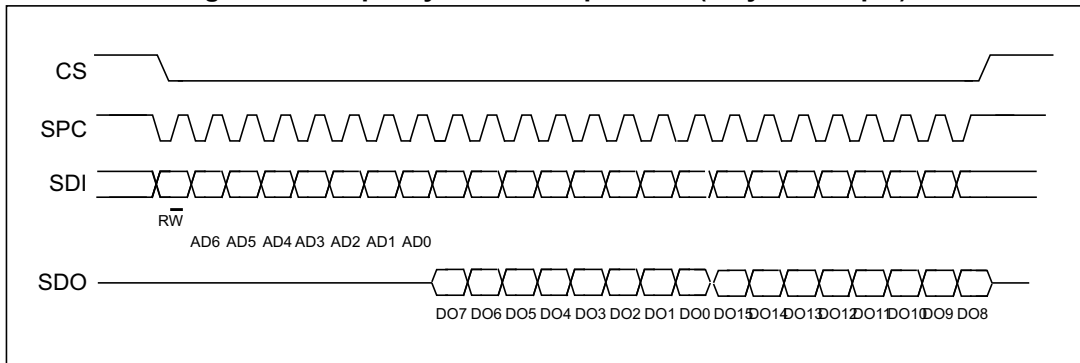 CS
SPC
SDI
RW
AD6 AD5 AD4 AD3 AD2 AD1 AD0
SDO
DO7 DO6 DO5 DO4 DO3 DO2 DO1 DO0 DO15 DO14 DO13 DO12 DO11 DO10 DO9 DO8